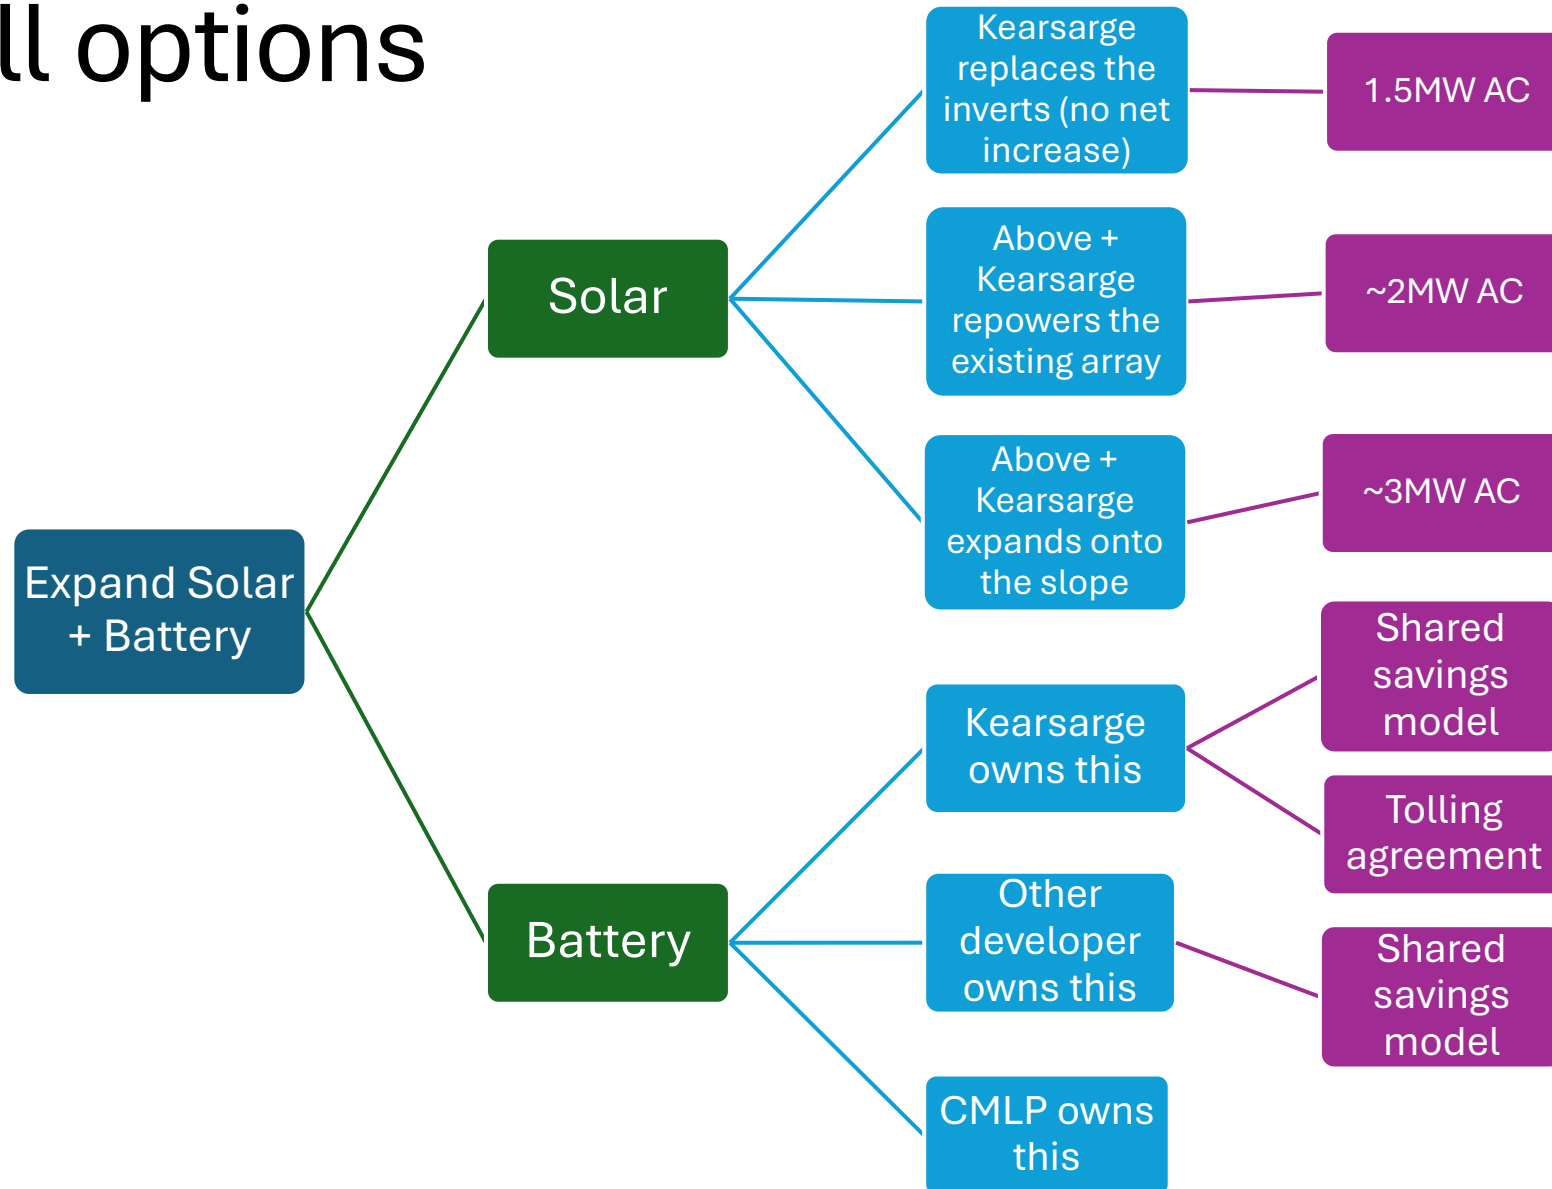 ll options
Kearsarge
replaces the
inverts (no net
increase)
1.5MW AC
Above +
Kearsarge
repowers the
existing array
~2MW AC
Solar
Above +
Kearsarge
expands onto
the slope
~3MW AC
Expand Solar
+ Battery
Shared
savings
model
Kearsarge
owns this
Tolling
agreement
Battery
Other
developer
owns this
Shared
savings
model
CMLP owns
this